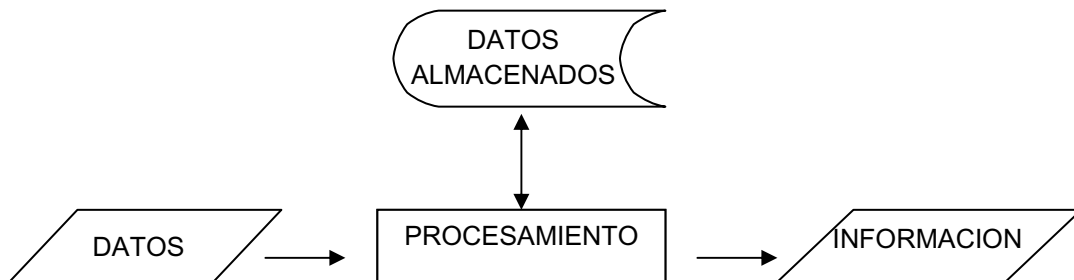 DATOS
ALMACENADOS
DATOS
PROCESAMIENTO
INFORMACION